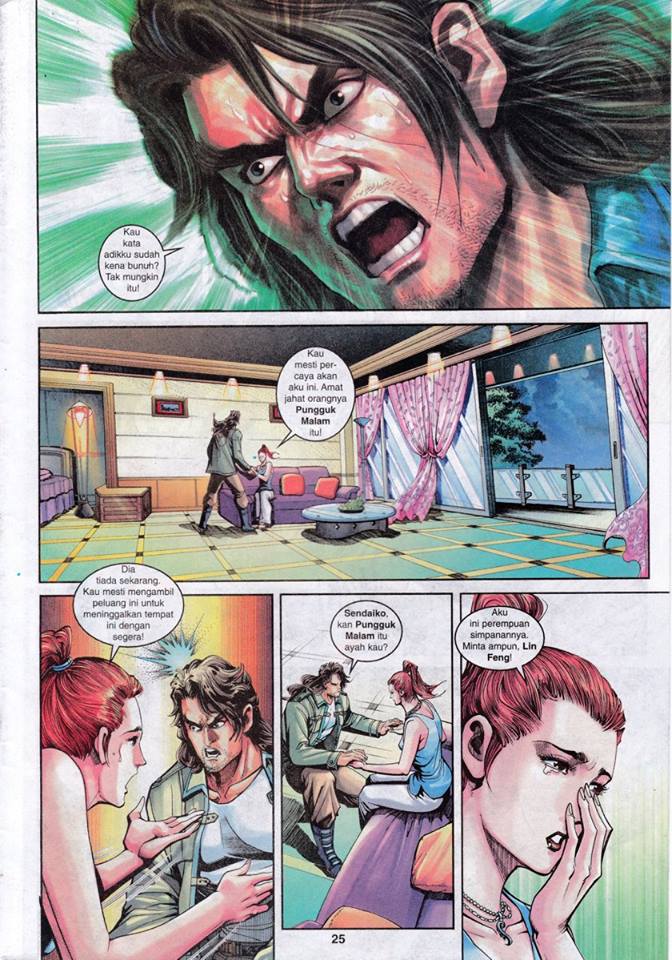 Kau
kata
adikku sudah
kena bunuh?
Tak mungkin
itu!
Kau
mesti per-
caya akan
aku ini. Amat
jahat orangnya
Pungguk
Malam
itu!
Dia
tiada sekarang.
Kau mesti mengambil
peluang ini untuk
meninggalkan tempat
ini dengan
segera!
Sendaiko,
kan Pungguk
Malam itu
ayah kau?
Aku
ini perempuan
simpanannya.
Minta ampun, Lin
Feng!
25